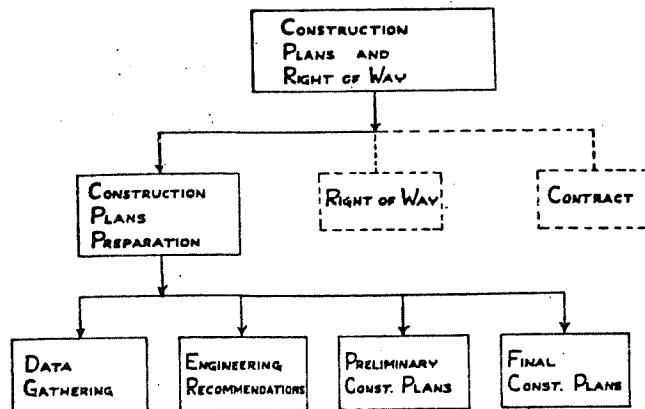 CONSTRUCTION
PLANS AND
RIGHT OF WAY
CONSTRUCTION
PLANS
PREPARATION
RIGHT OF WAY
CONTRACT
DATA
GATHERING
ENGINEERING
RECOMMENDATIONS
PRELIMINARY
CONST. PLANS
FINAL
CONST. PLANS